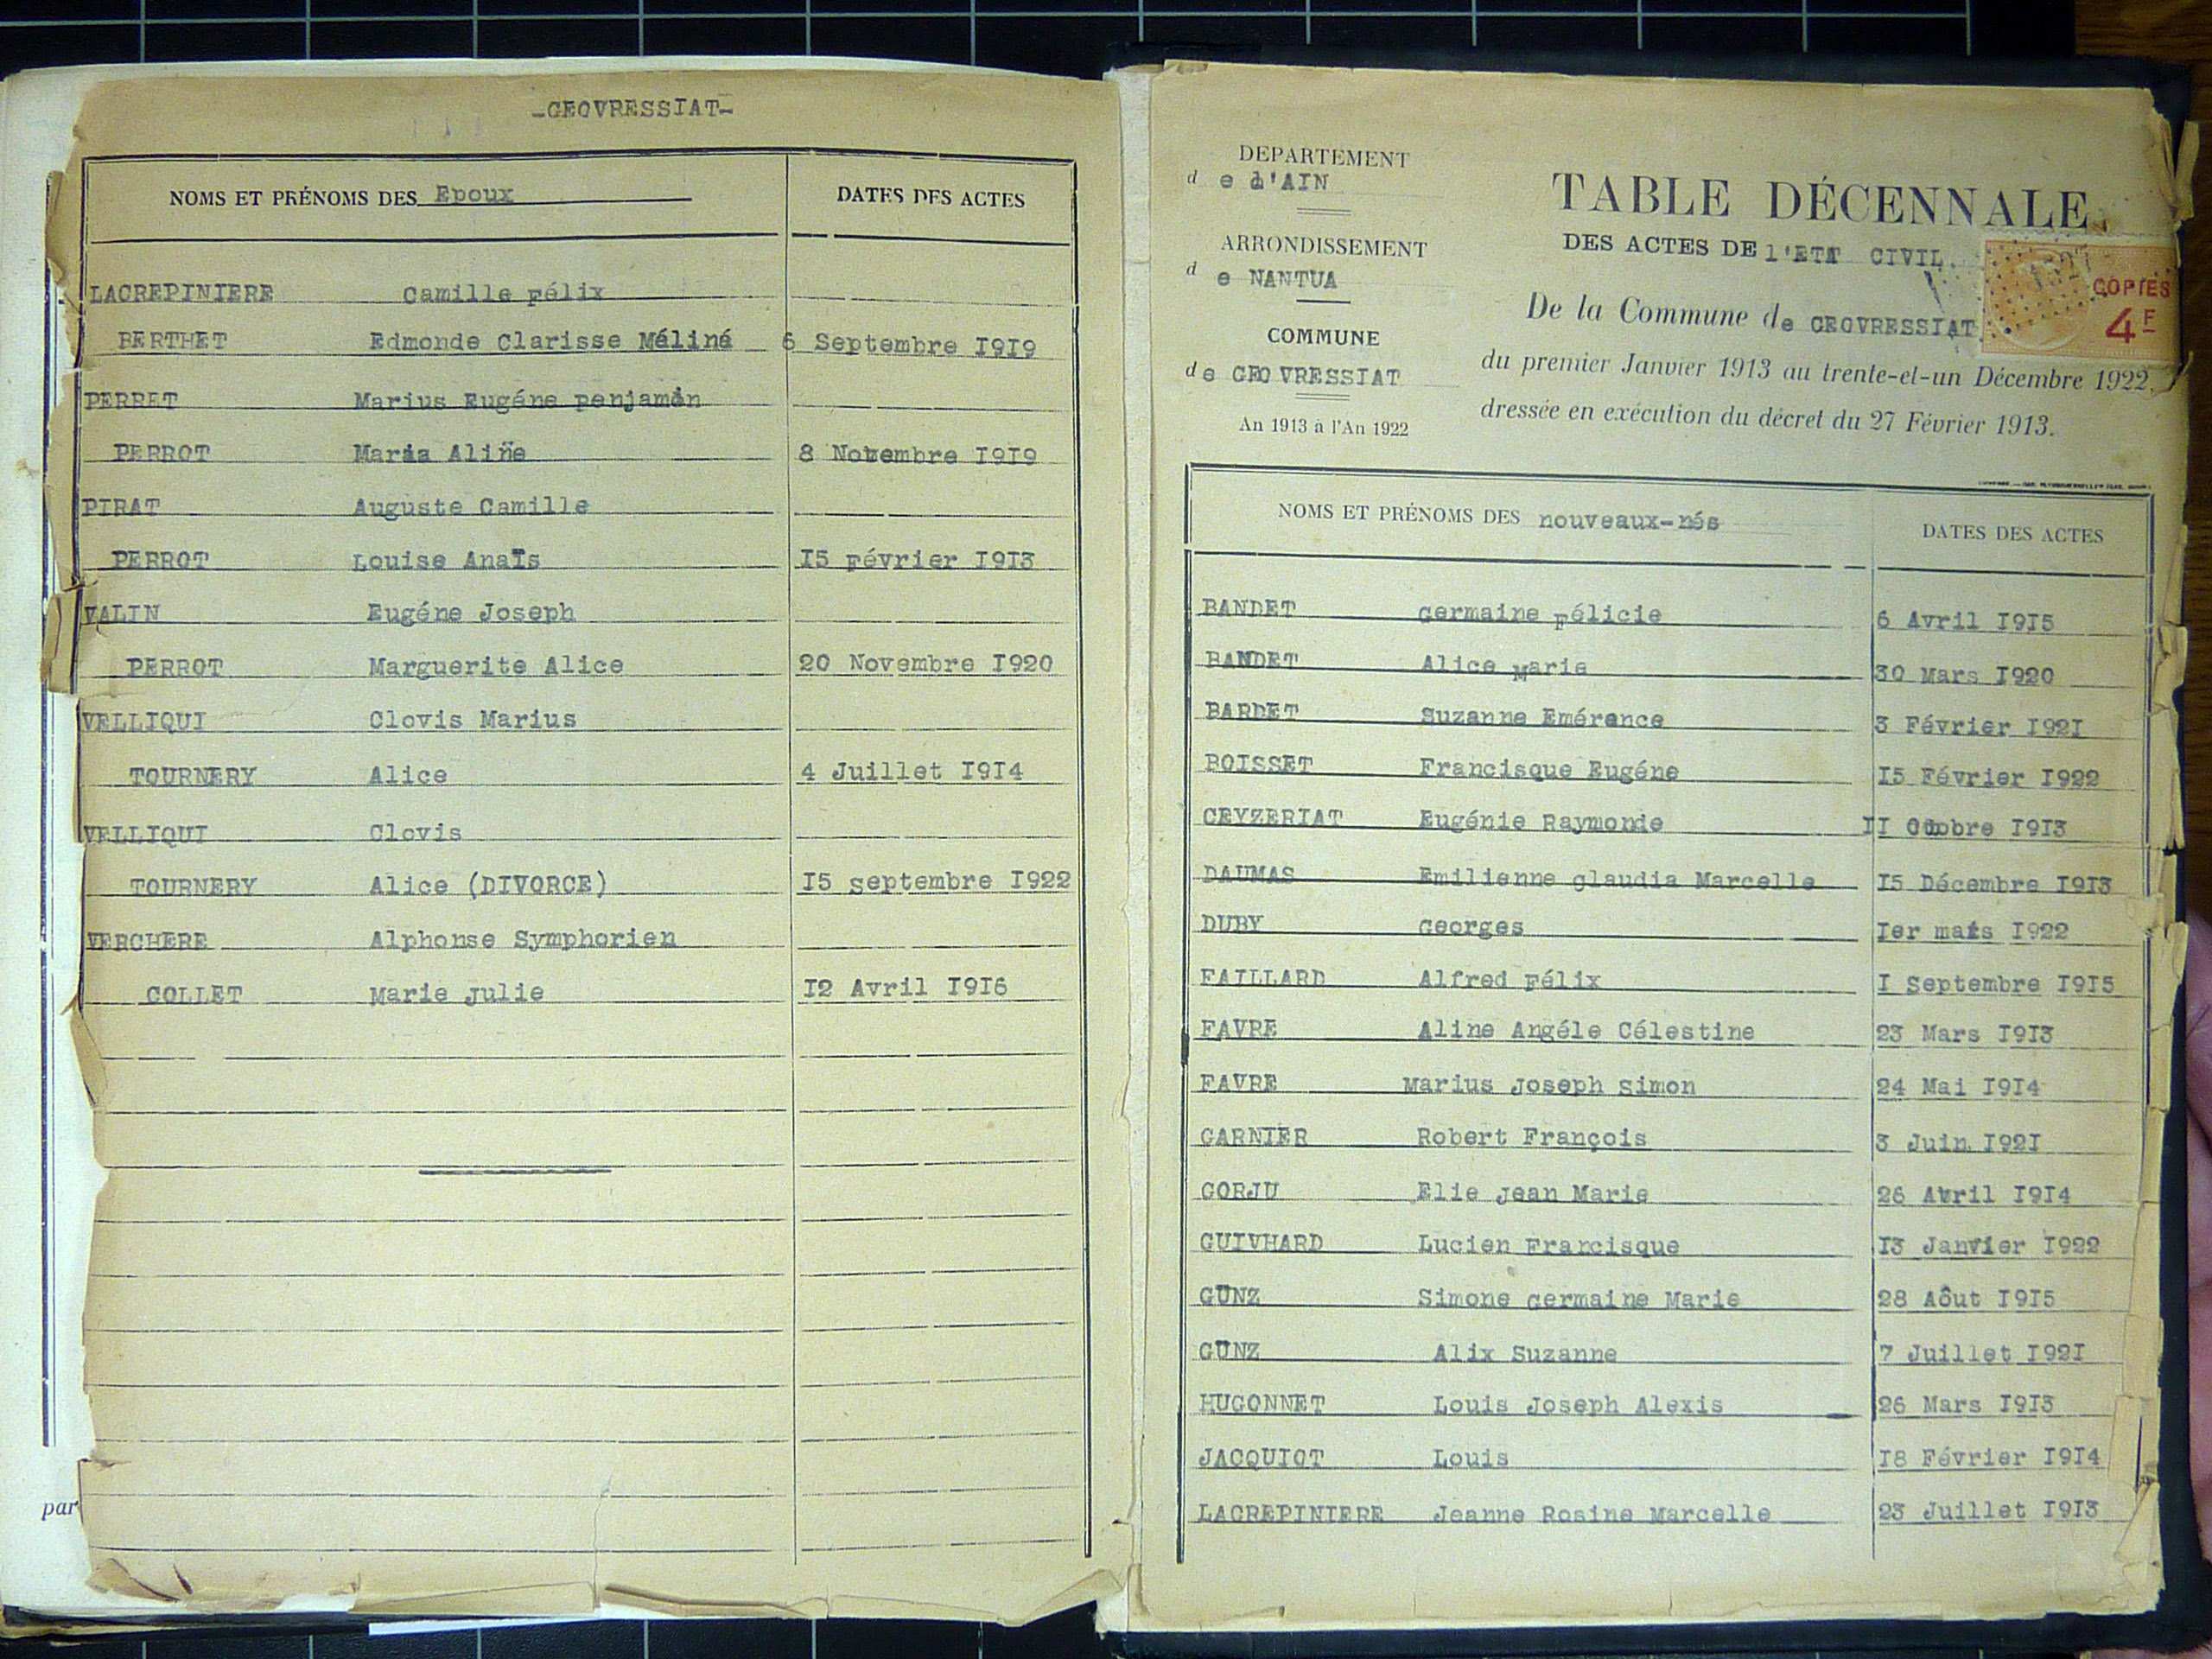 -GEOVRESSIAT-
NOMS ET PRÉNOMS DES Epoux
DATES DES ACTES
LACREPINIERE Camille Félix
BERTHET Edmonde Clarisse Méliné 6 Septembre 1919
PERRET Marius Eugéne Benjamin
PERROT Maria Aline 8 Novembre 1919
PIRAT Auguste Camille
PERROT Louise Anaïs 15 Février 1913
VALIN Eugéne Joseph
PERROT Marguerite Alice 20 Novembre 1920
VELLIQUI Clovis Marius
TOURNERY Alice 4 Juillet 1914
VELLIQUI Clovis
TOURNERY Alice (DIVORCE) 15 septembre 1922
VERCHERE Alphonse Symphorien
COLLET Marie Julie 12 Avril 1916
par
DEPARTEMENT
de d'AIN
ARRONDISSEMENT
de NANTUA
COMMUNE
de GEOVRESSIAT
An 1913 à l'An 1922
TABLE DÉCENNALE
DES ACTES DE l'ETAT CIVIL.
De la Commune de GEOVRESSIAT
COPIES
4F
du premier Janvier 1913 au trente-et-un Décembre 1922,
dressée en exécution du décret du 27 Février 1913.
NOMS ET PRÉNOMS DES nouveaux-nés
DATES DES ACTES
BANDET Germaine Félicie 6 Avril 1915
BANDET Alice Marie 30 Mars 1920
BARDET Suzanne Emérance 3 Février 1921
BOISSET Francisque Eugéne 15 Février 1922
CEYZERIAT Eugénie Raymonde 11 Octobre 1913
DAUMAS Emilienne Claudia Marcelle 15 Décembre 1913
DUBY Georges 1er mars 1922
FAILLARD Alfred Félix 1 Septembre 1915
FAVRE Aline Angéle Célestine 23 Mars 1913
FAVRE Marius Joseph Simon 24 Mai 1914
GARNIER Robert François 3 Juin 1921
GORJU Elie Jean Marie 26 Avril 1914
GUIVHARD Lucien Francisque 13 Janvier 1922
GUNZ Simone Germaine Marie 28 Aôut 1915
GUNZ Alix Suzanne 7 Juillet 1921
HUGONNET Louis Joseph Alexis 26 Mars 1913
JACQUIOT Louis 18 Février 1914
LACREPINIERE Jeanne Rosine Marcelle 23 Juillet 1913